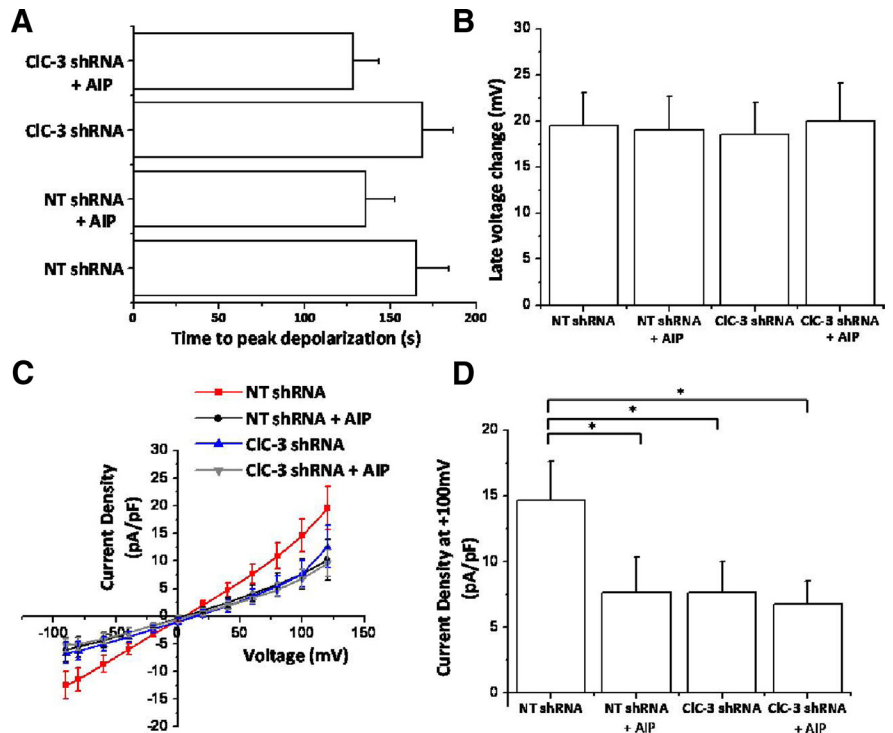 A
ClC-3 shRNA
+ AIP
ClC-3 shRNA
NT shRNA
+ AIP
NT shRNA
0 50 100 150 200
Time to peak depolarization (s)
B
Late voltage change (mV)
30
25
20
15
10
5
0
NT shRNA NT shRNA ClC-3 shRNA ClC-3 shRNA
+ AIP + AIP
C
NT shRNA
NT shRNA + AIP
ClC-3 shRNA
ClC-3 shRNA + AIP
Current Density
(pA/pF)
30
25
20
15
10
5
0
-5
-10
-15
-20
-25
-100 -50 0 50 100 150
Voltage (mV)
D
*
*
*
Current Density at +100mV
(pA/pF)
20
15
10
5
0
NT shRNA NT shRNA ClC-3 shRNA ClC-3 shRNA
+ AIP + AIP